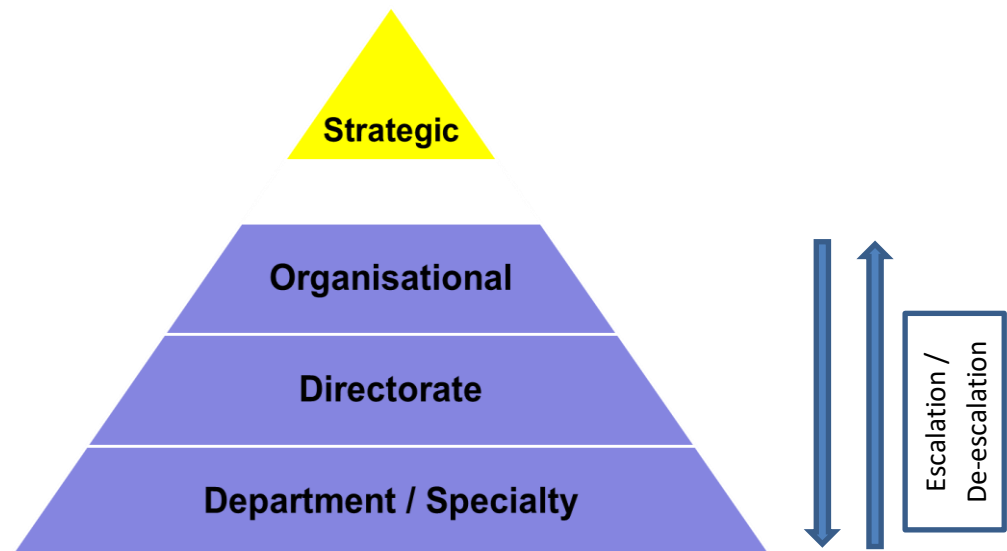 Strategic
Organisational
Directorate
Department / Specialty
Escalation /
De-escalation